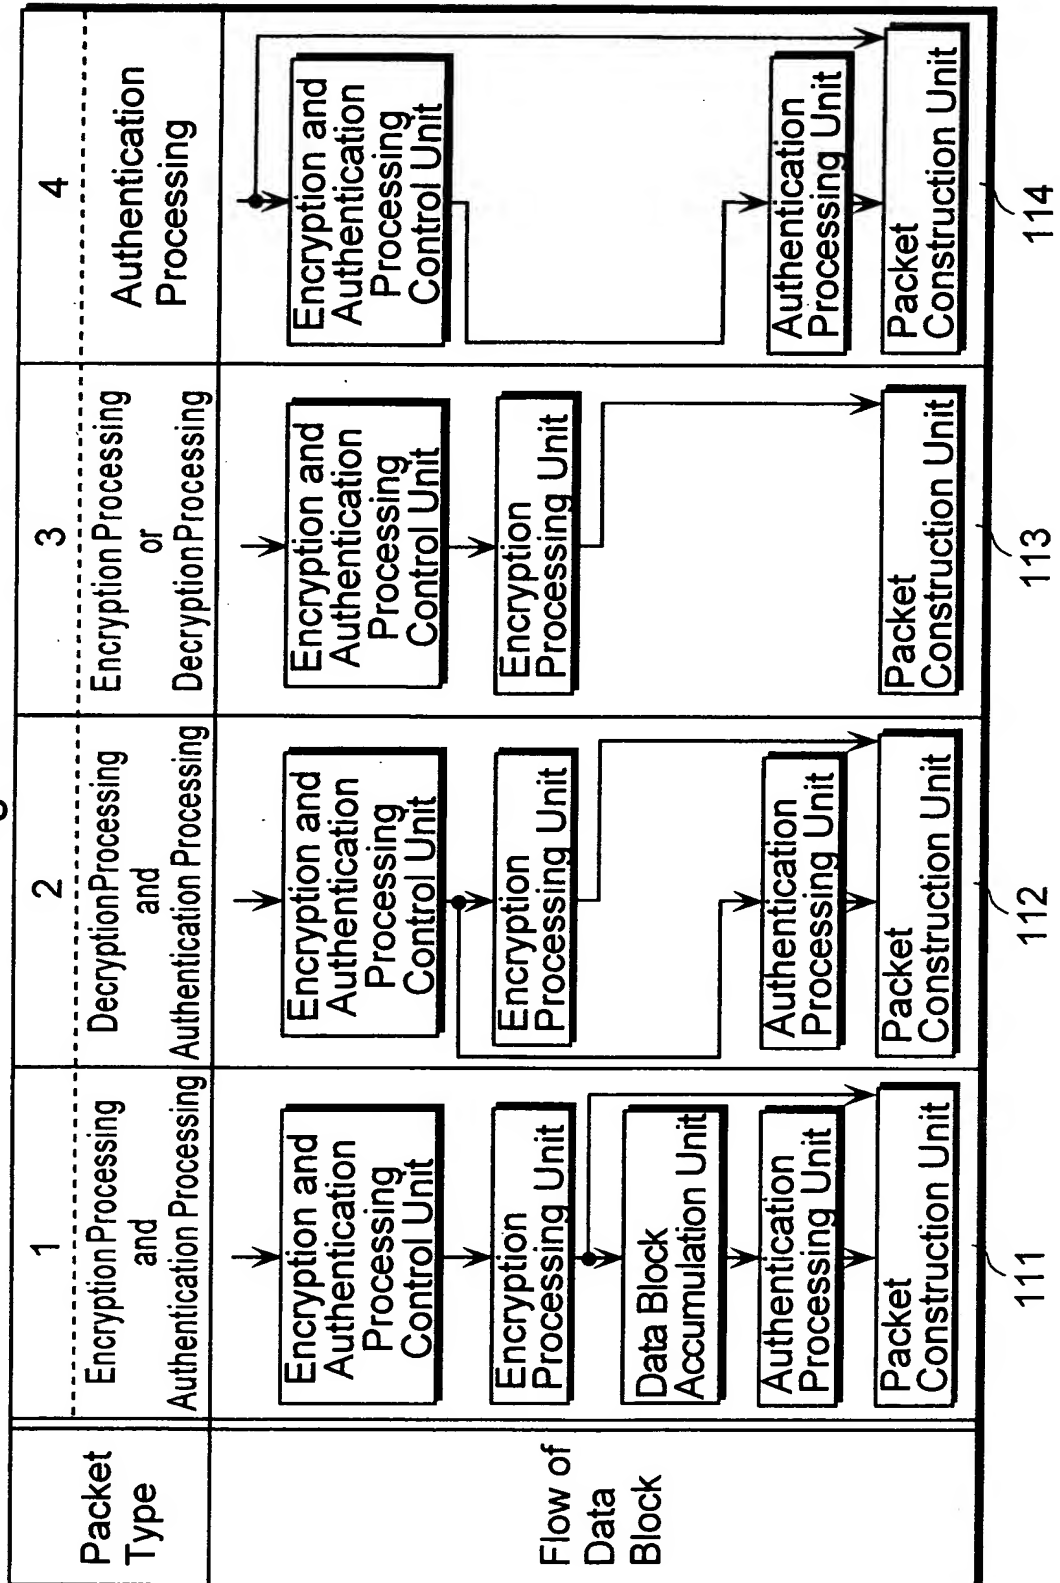 Packet
Type
1
Encryption Processing
and
Authentication Processing
2
Decryption Processing
and
Authentication Processing
3
Encryption Processing
or
Decryption Processing
4
Authentication
Processing
Flow of
Data
Block
Encryption and
Authentication
Processing
Control Unit
Encryption
Processing Unit
Data Block
Accumulation Unit
Authentication
Processing Unit
Packet
Construction Unit
111
Encryption and
Authentication
Processing
Control Unit
Encryption
Processing Unit
Authentication
Processing Unit
Packet
Construction Unit
112
Encryption and
Authentication
Processing
Control Unit
Encryption
Processing Unit
Packet
Construction Unit
113
Encryption and
Authentication
Processing
Control Unit
Authentication
Processing Unit
Packet
Construction Unit
114